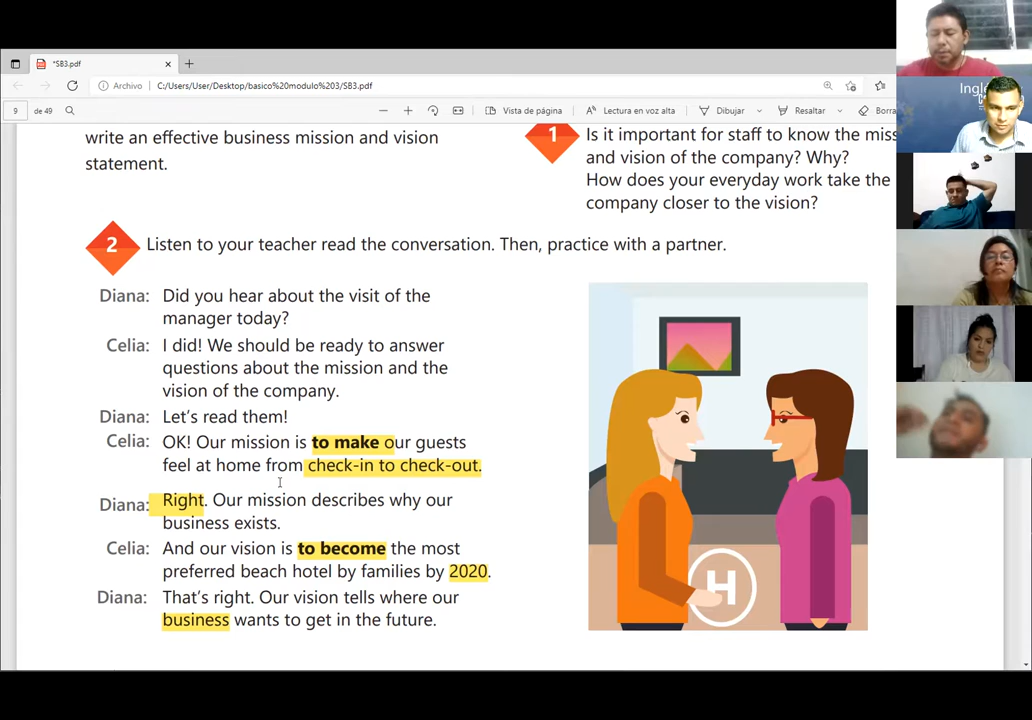 *SB3.pdf
Archivo C:/Users/User/Desktop/basico%20modulo%203/SB3.pdf
9 de 49 Vista de página Lectura en voz alta Dibujar Resaltar Borra
Inglé
write an effective business mission and vision
statement.
1 Is it important for staff to know the miss
and vision of the company? Why?
How does your everyday work take the
company closer to the vision?
2 Listen to your teacher read the conversation. Then, practice with a partner.
Diana: Did you hear about the visit of the
manager today?
Celia: I did! We should be ready to answer
questions about the mission and the
vision of the company.
Diana: Let's read them!
Celia: OK! Our mission is to make our guests
feel at home from check-in to check-out.
Diana: Right. Our mission describes why our
business exists.
Celia: And our vision is to become the most
preferred beach hotel by families by 2020.
Diana: That's right. Our vision tells where our
business wants to get in the future.
H